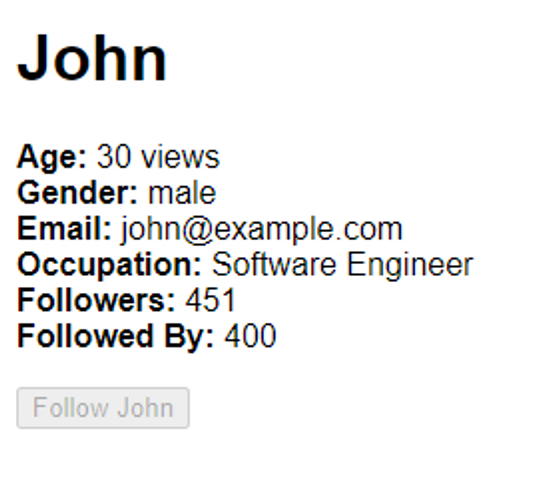 John
Age: 30 views
Gender: male
Email: john@example.com
Occupation: Software Engineer
Followers: 451
Followed By: 400
Follow John